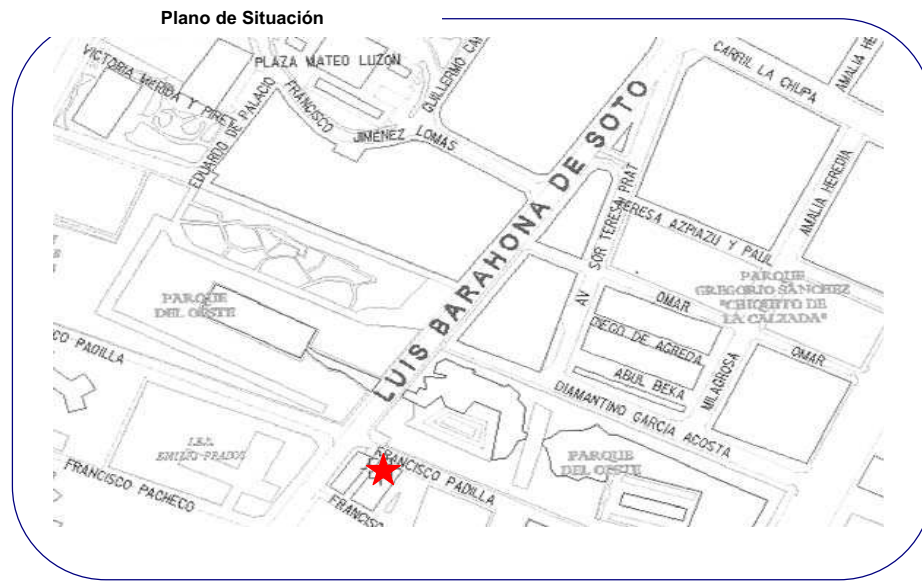 Plano de Situación
CARRIL LA CHUPA
AMALIA HE
PLAZA MATEO LUZON
GUILLERMO CA
VICTORIA MERIDA Y PIRET
EDUARDO DE PALACIO
FRANCISCO
JIMENEZ LOMAS
LUIS BARAHONA DE SOTO
AMALIA HEREDIA
AV SOR TERESA PRAT
TERESA AZPIAZU Y PAUL
PARQUE
GREGORIO SÁNCHEZ
"CHIQUITO DE
LA CALZADA"
PARQUE
DEL OESTE
OMAR
DIEGO DE AGREDA
OMAR
ABUL BEKA
MILAGROSA
CO PADILLA
DIAMANTINO GARCIA ACOSTA
I.E.S.
EMILIO PRADOS
FRANCISCO PACHECO
FRANCISCO PADILLA
PARQUE
DEL OESTE
FRANCISC